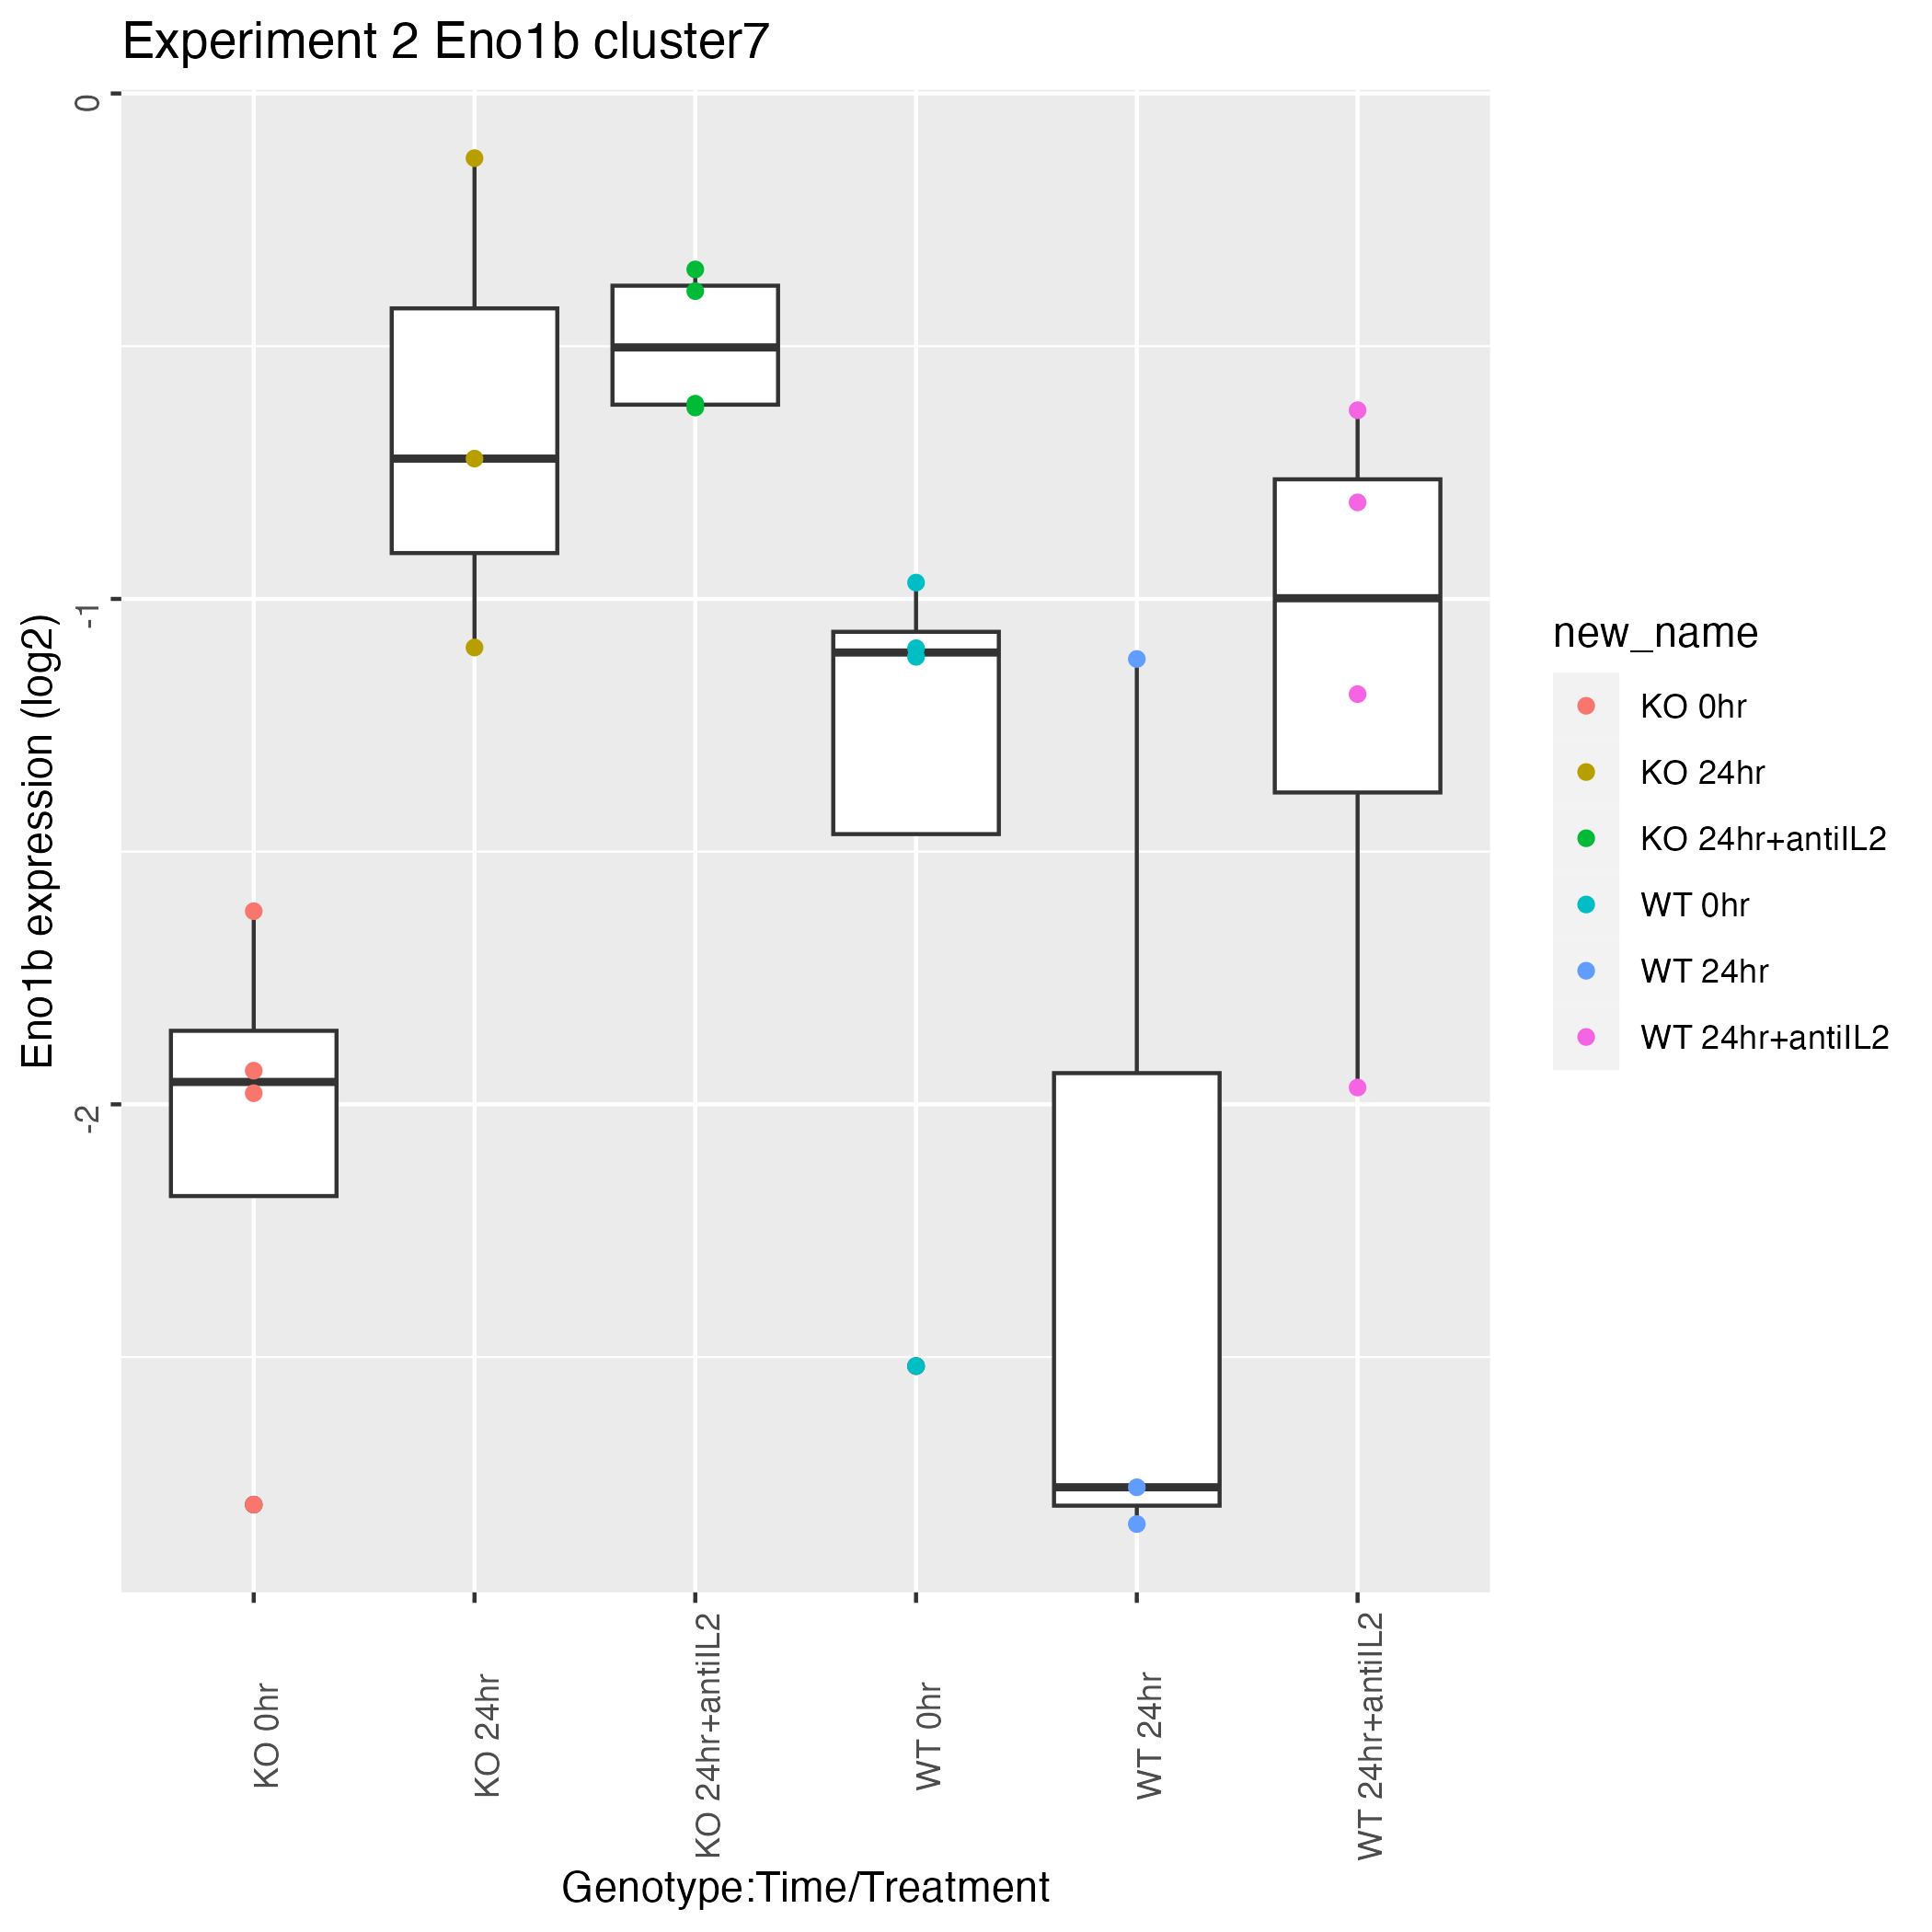 Experiment 2 Eno1b cluster7
Eno1b expression (log2)
0
-1
-2
KO 0hr
KO 24hr
KO 24hr+antiIL2
WT 0hr
WT 24hr
WT 24hr+antiIL2
Genotype:Time/Treatment
new_name
KO 0hr
KO 24hr
KO 24hr+antiIL2
WT 0hr
WT 24hr
WT 24hr+antiIL2